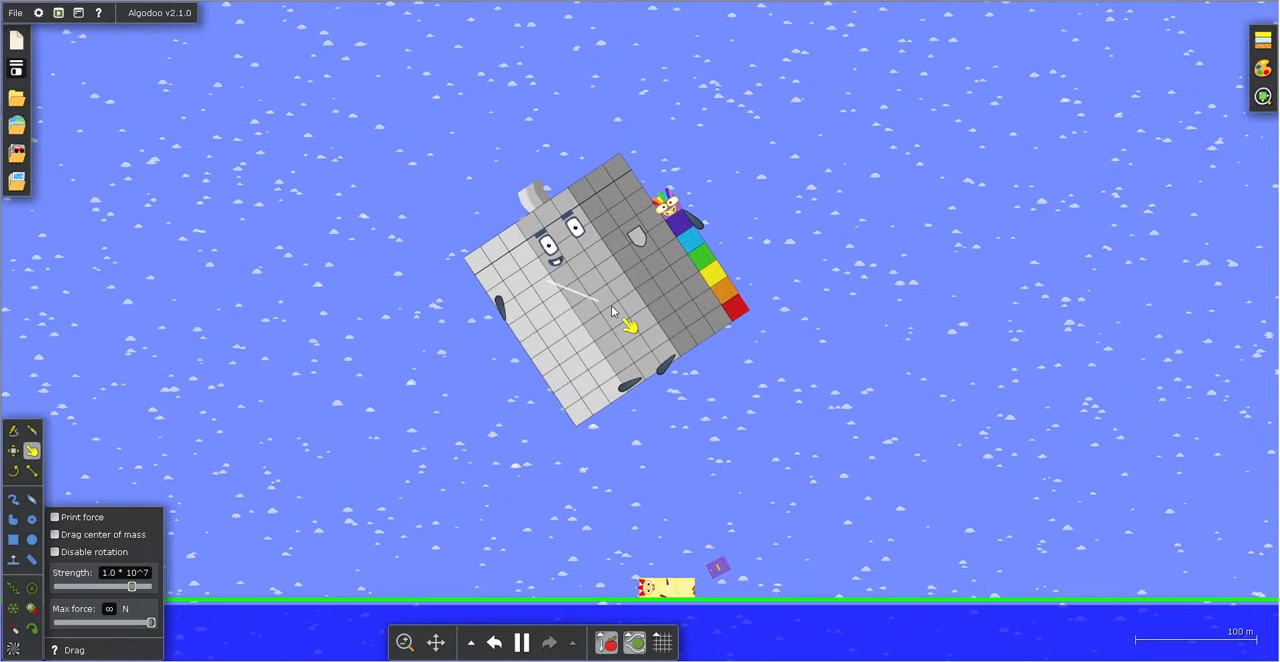 File ? Algodoo v2.1.0
Print force
Drag center of mass
Disable rotation
Strength: 1.0 * 10^7
Max force: ∞ N
? Drag
100 m